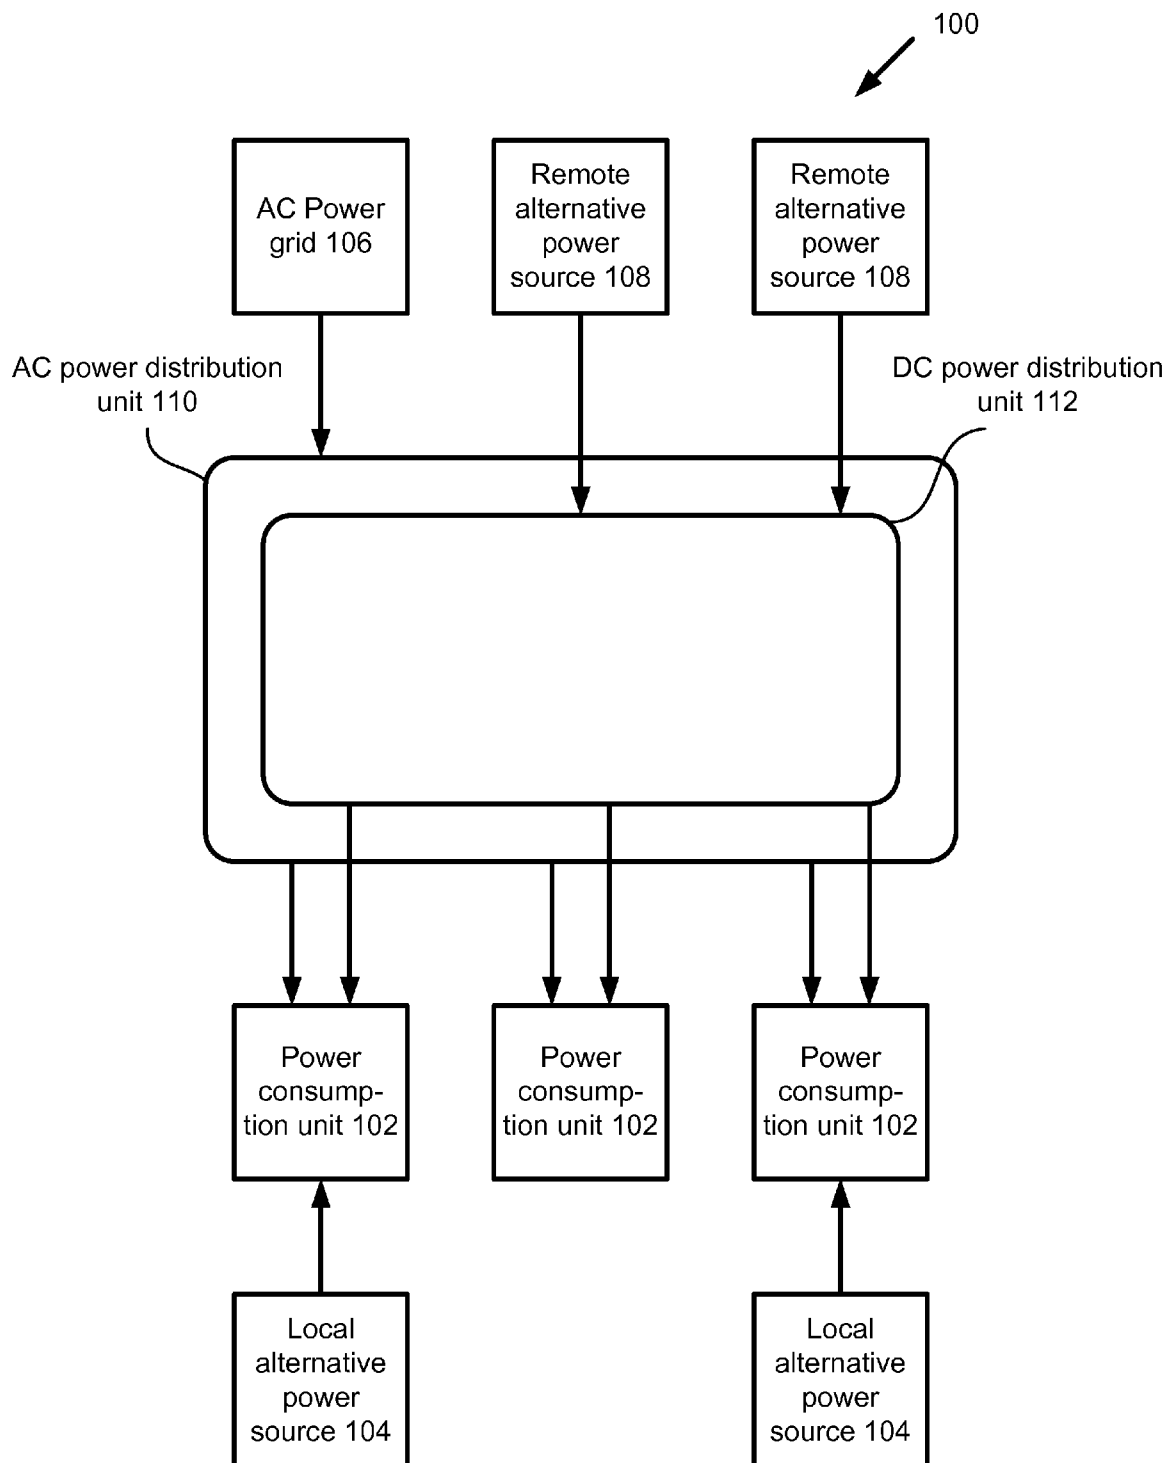 100
AC Power
grid 106
Remote
alternative
power
source 108
Remote
alternative
power
source 108
AC power distribution
unit 110
DC power distribution
unit 112
Power
consump-
tion unit 102
Power
consump-
tion unit 102
Power
consump-
tion unit 102
Local
alternative
power
source 104
Local
alternative
power
source 104